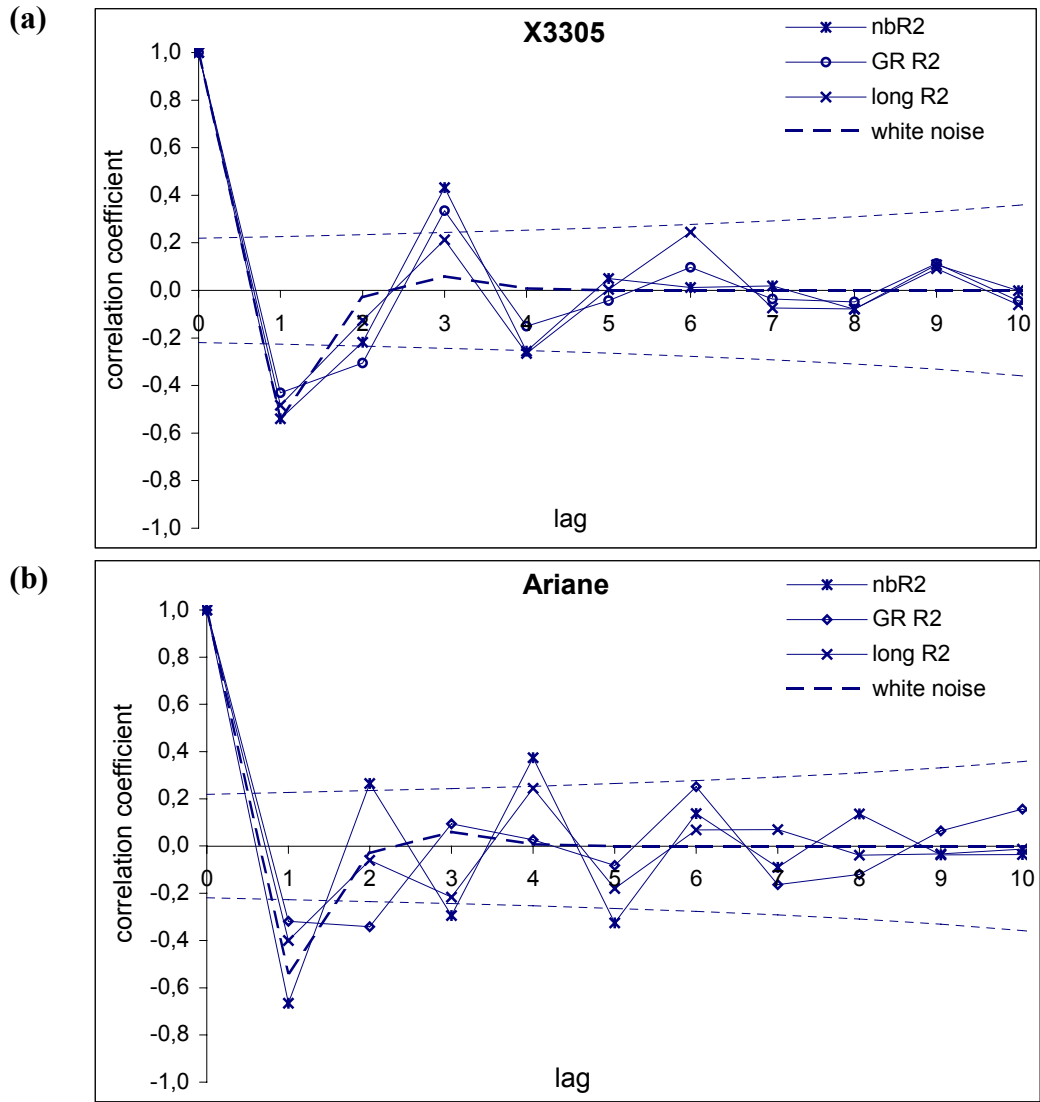 (a)
X3305
nbR2
GR R2
long R2
white noise
correlation coefficient
1,0
0,8
0,6
0,4
0,2
0,0
-0,2
-0,4
-0,6
-0,8
-1,0
0 1 2 3 4 5 6 7 8 9 10
lag
(b)
Ariane
nbR2
GR R2
long R2
white noise
correlation coefficient
1,0
0,8
0,6
0,4
0,2
0,0
-0,2
-0,4
-0,6
-0,8
-1,0
0 1 2 3 4 5 6 7 8 9 10
lag